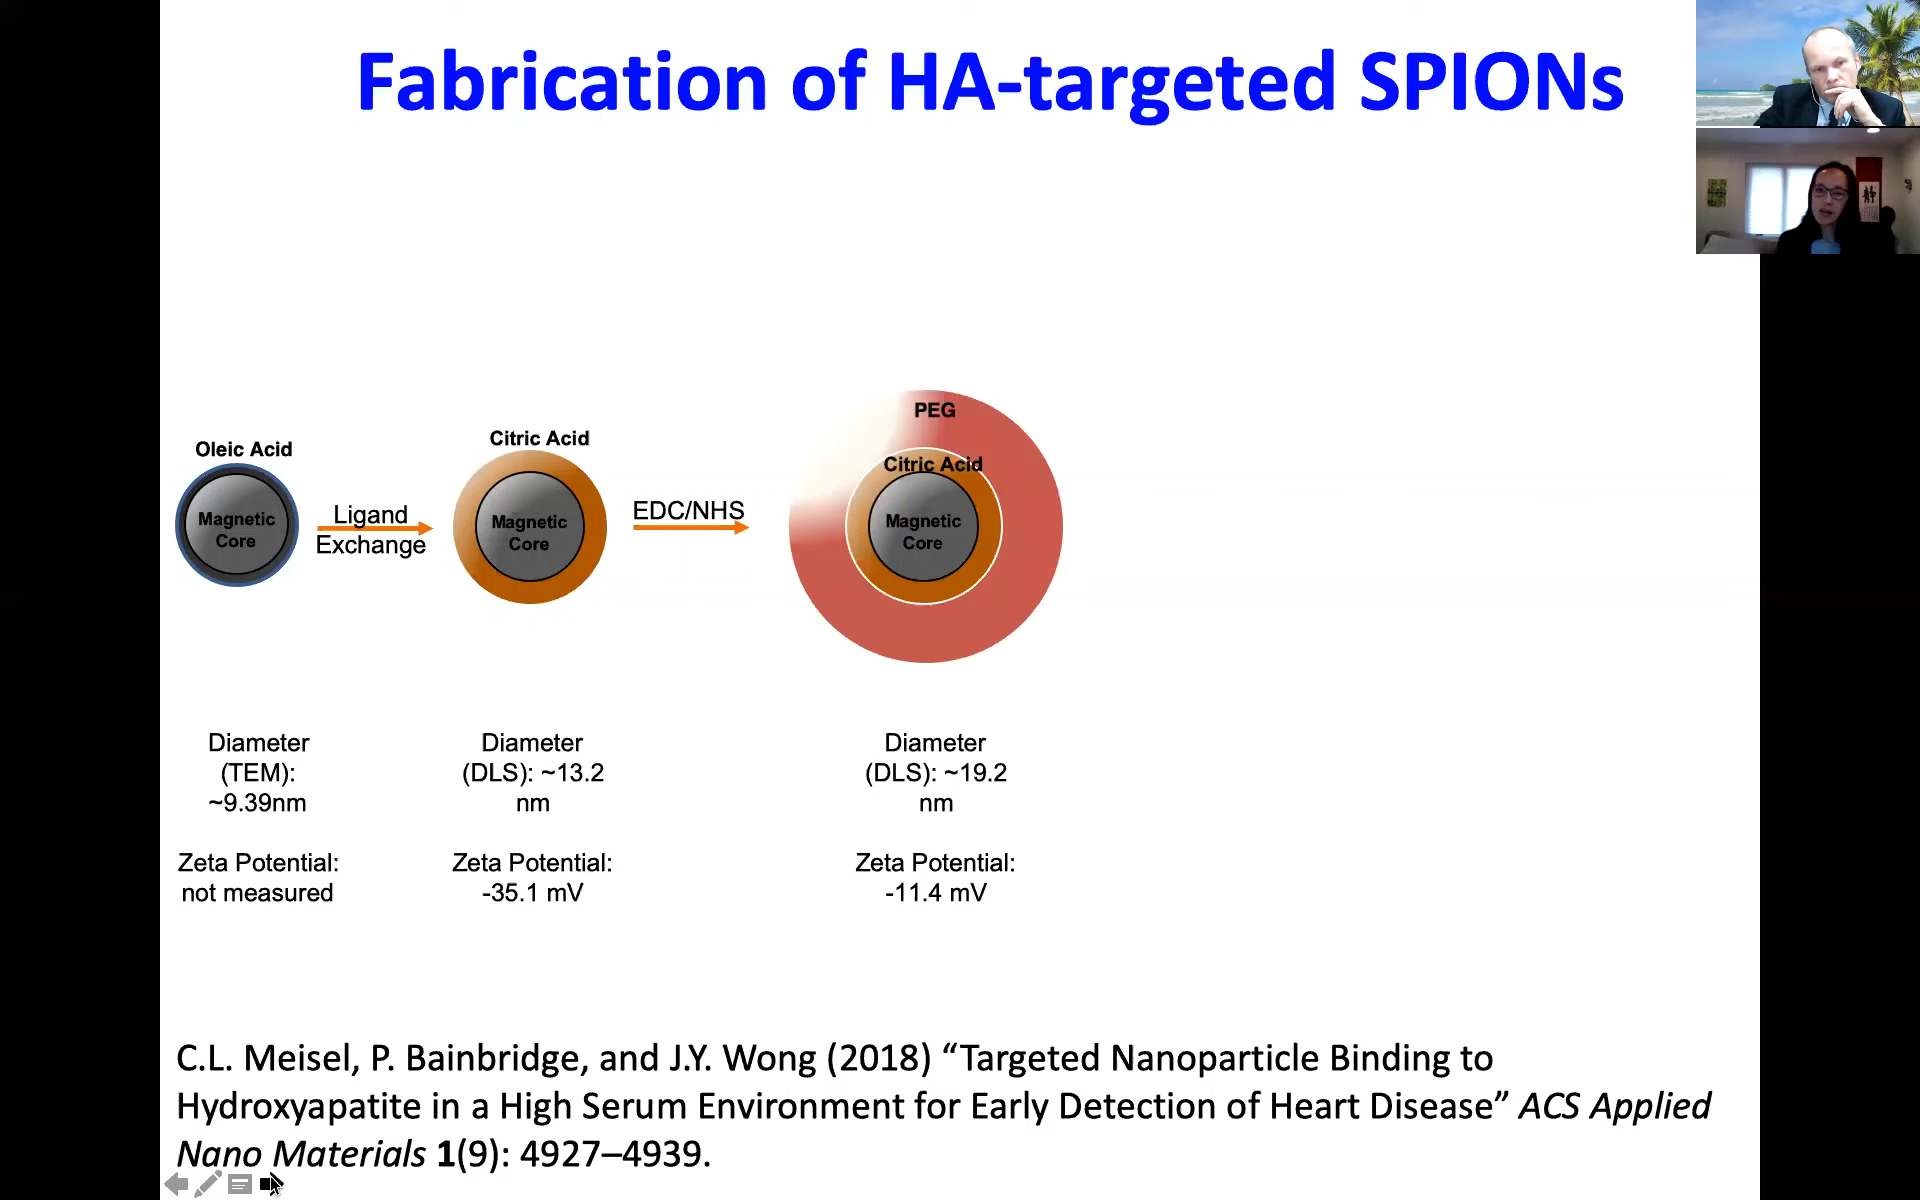 Fabrication of HA-targeted SPIONs
静
Oleic Acid
Magnetic
Core
Ligand
Exchange
Citric Acid
Magnetic
Core
EDC/NHS
PEG
Citric Acid
Magnetic
Core
Diameter
(TEM):
~9.39nm
Zeta Potential:
not measured
Diameter
(DLS): ~13.2
nm
Zeta Potential:
-35.1 mV
Diameter
(DLS): ~19.2
nm
Zeta Potential:
-11.4 mV
C.L. Meisel, P. Bainbridge, and J.Y. Wong (2018) “Targeted Nanoparticle Binding to
Hydroxyapatite in a High Serum Environment for Early Detection of Heart Disease” ACS Applied
Nano Materials 1(9): 4927–4939.